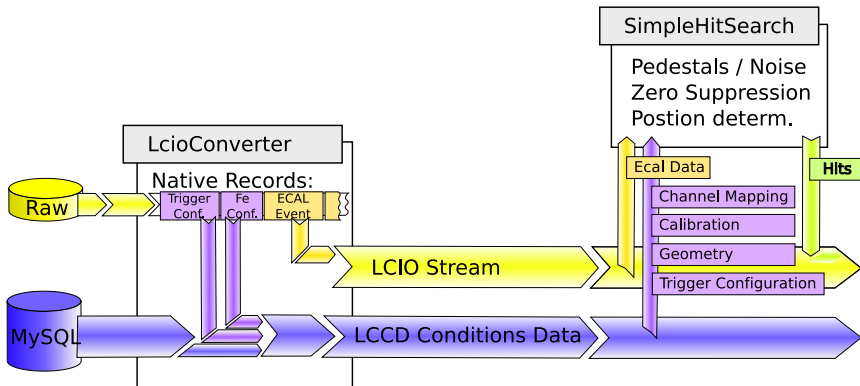 SimpleHitSearch
Pedestals / Noise
Zero Suppression
Postion determ.
LcioConverter
Native Records:
Raw
Trigger
Conf.
Fe
Conf.
ECAL
Event
Ecal Data
Hits
Channel Mapping
Calibration
Geometry
Trigger Configuration
LCIO Stream
MySQL
LCCD Conditions Data